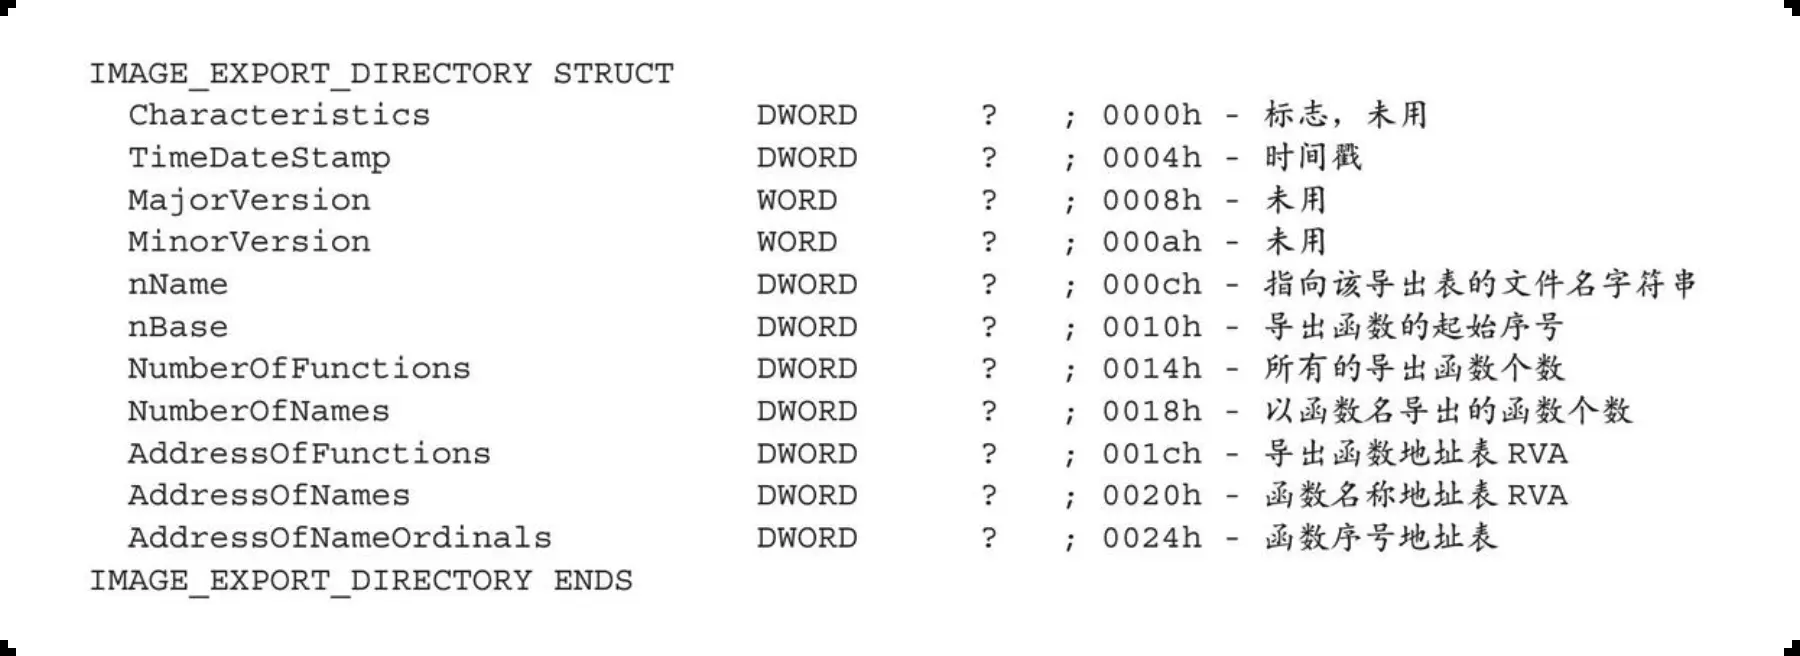 IMAGE_EXPORT_DIRECTORY STRUCT
Characteristics DWORD ? ; 0000h - 标志，未用
TimeDateStamp DWORD ? ; 0004h - 时间戳
MajorVersion WORD ? ; 0008h - 未用
MinorVersion WORD ? ; 000ah - 未用
nName DWORD ? ; 000ch - 指向该导出表的文件名字符串
nBase DWORD ? ; 0010h - 导出函数的起始序号
NumberOfFunctions DWORD ? ; 0014h - 所有的导出函数个数
NumberOfNames DWORD ? ; 0018h - 以函数名导出的函数个数
AddressOfFunctions DWORD ? ; 001ch - 导出函数地址表 RVA
AddressOfNames DWORD ? ; 0020h - 函数名称地址表 RVA
AddressOfNameOrdinals DWORD ? ; 0024h - 函数序号地址表
IMAGE_EXPORT_DIRECTORY ENDS